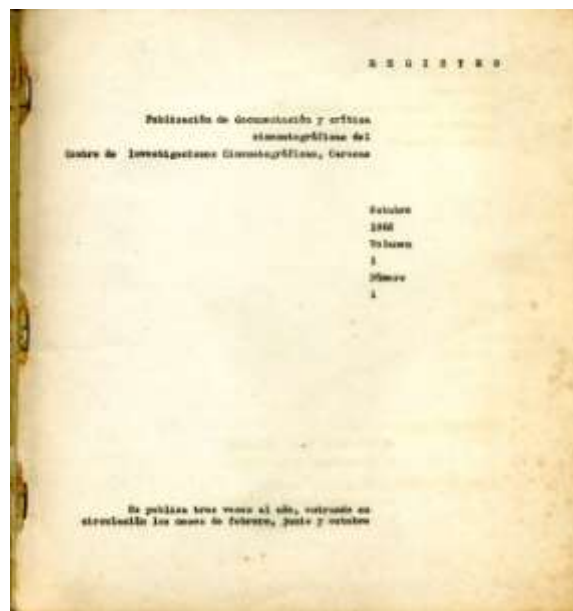 R E G I S T R O
Publicación de documentación y crítica
cinematográficas del
Centro de Investigaciones Cinematográficas, Caracas
Octubre
Volumen
1
Número
1
Se publica tres veces al año, entrando en
circulación los meses de febrero, junio y octubre